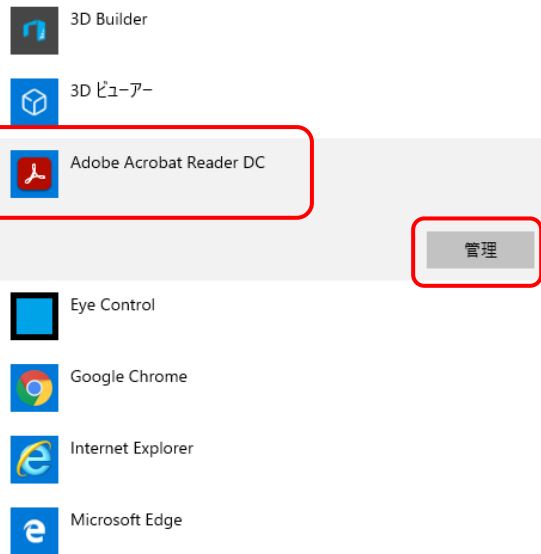 3D Builder
3D ビューアー
Adobe Acrobat Reader DC
管理
Eye Control
Google Chrome
Internet Explorer
Microsoft Edge